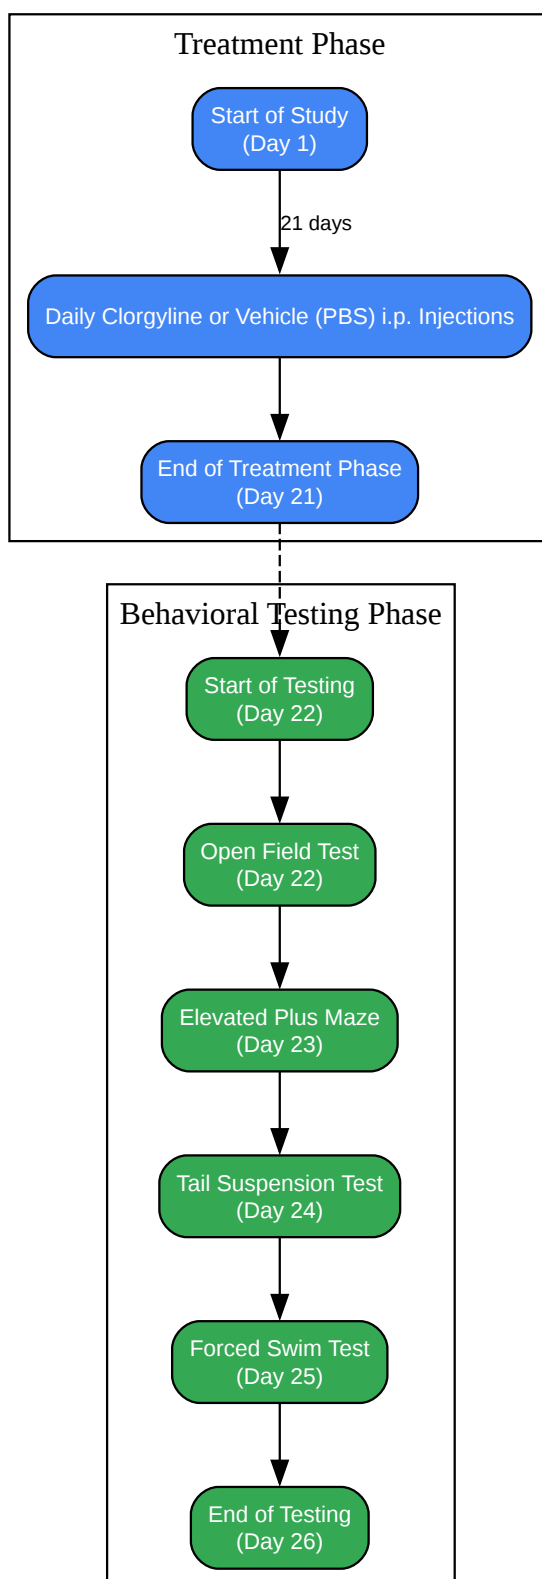 Treatment Phase
Start of Study
(Day 1)
21 days
Daily Clorgyline or Vehicle (PBS) i.p. Injections
End of Treatment Phase
(Day 21)
Behavioral Testing Phase
Start of Testing
(Day 22)
Open Field Test
(Day 22)
Elevated Plus Maze
(Day 23)
Tail Suspension Test
(Day 24)
Forced Swim Test
(Day 25)
End of Testing
(Day 26)